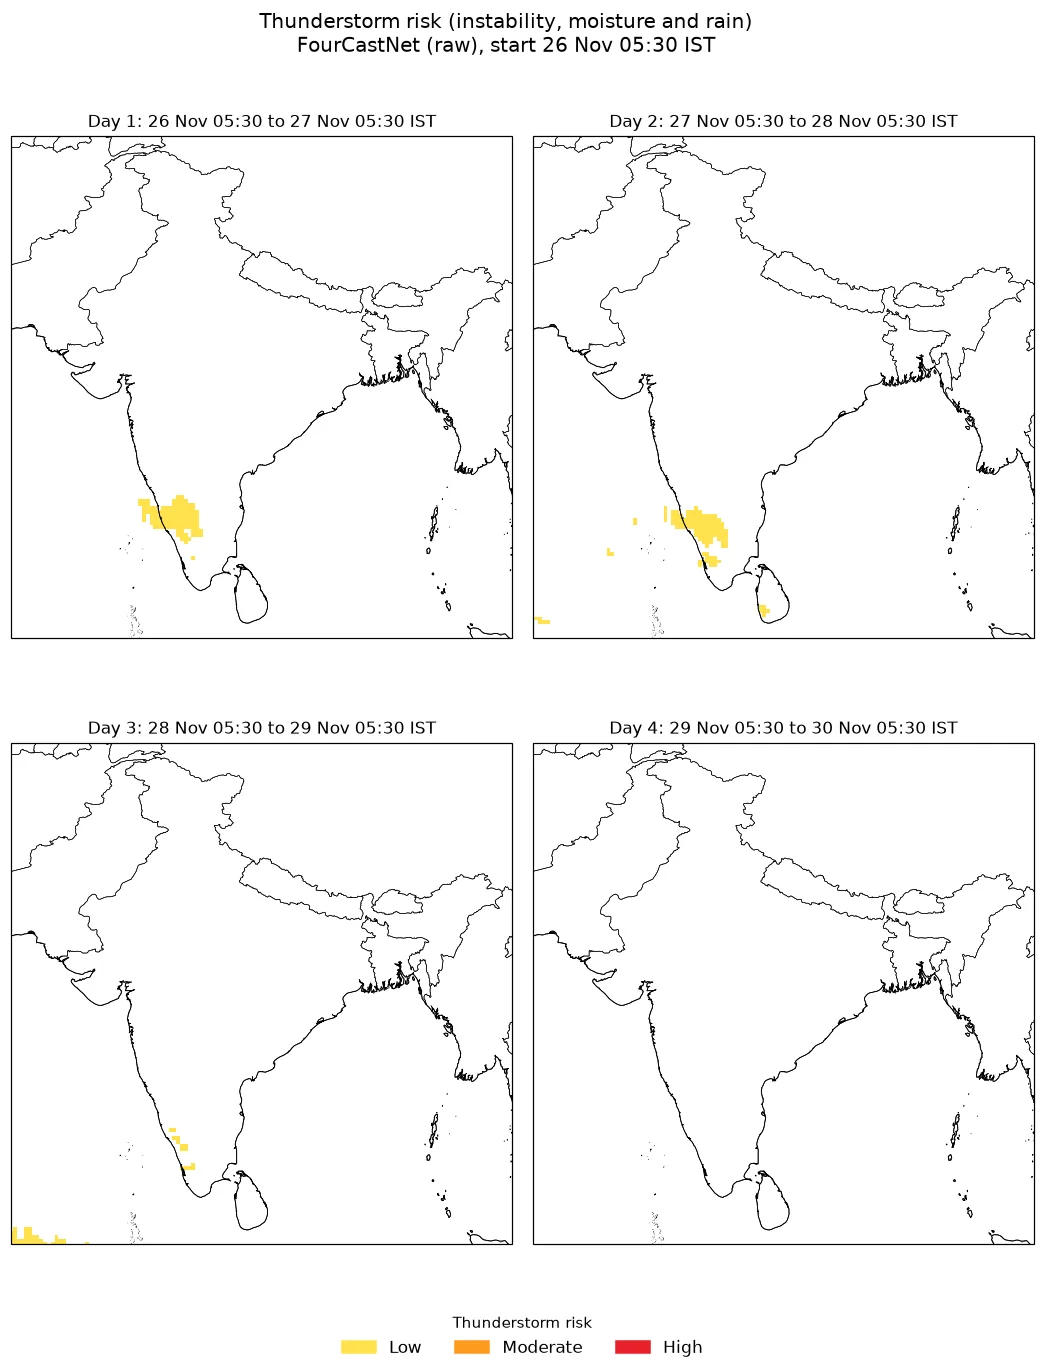 Thunderstorm risk (instability, moisture and rain)
FourCastNet (raw), start 26 Nov 05:30 IST
Day 1: 26 Nov 05:30 to 27 Nov 05:30 IST
Day 2: 27 Nov 05:30 to 28 Nov 05:30 IST
Day 3: 28 Nov 05:30 to 29 Nov 05:30 IST
Day 4: 29 Nov 05:30 to 30 Nov 05:30 IST
Thunderstorm risk
Low Moderate High